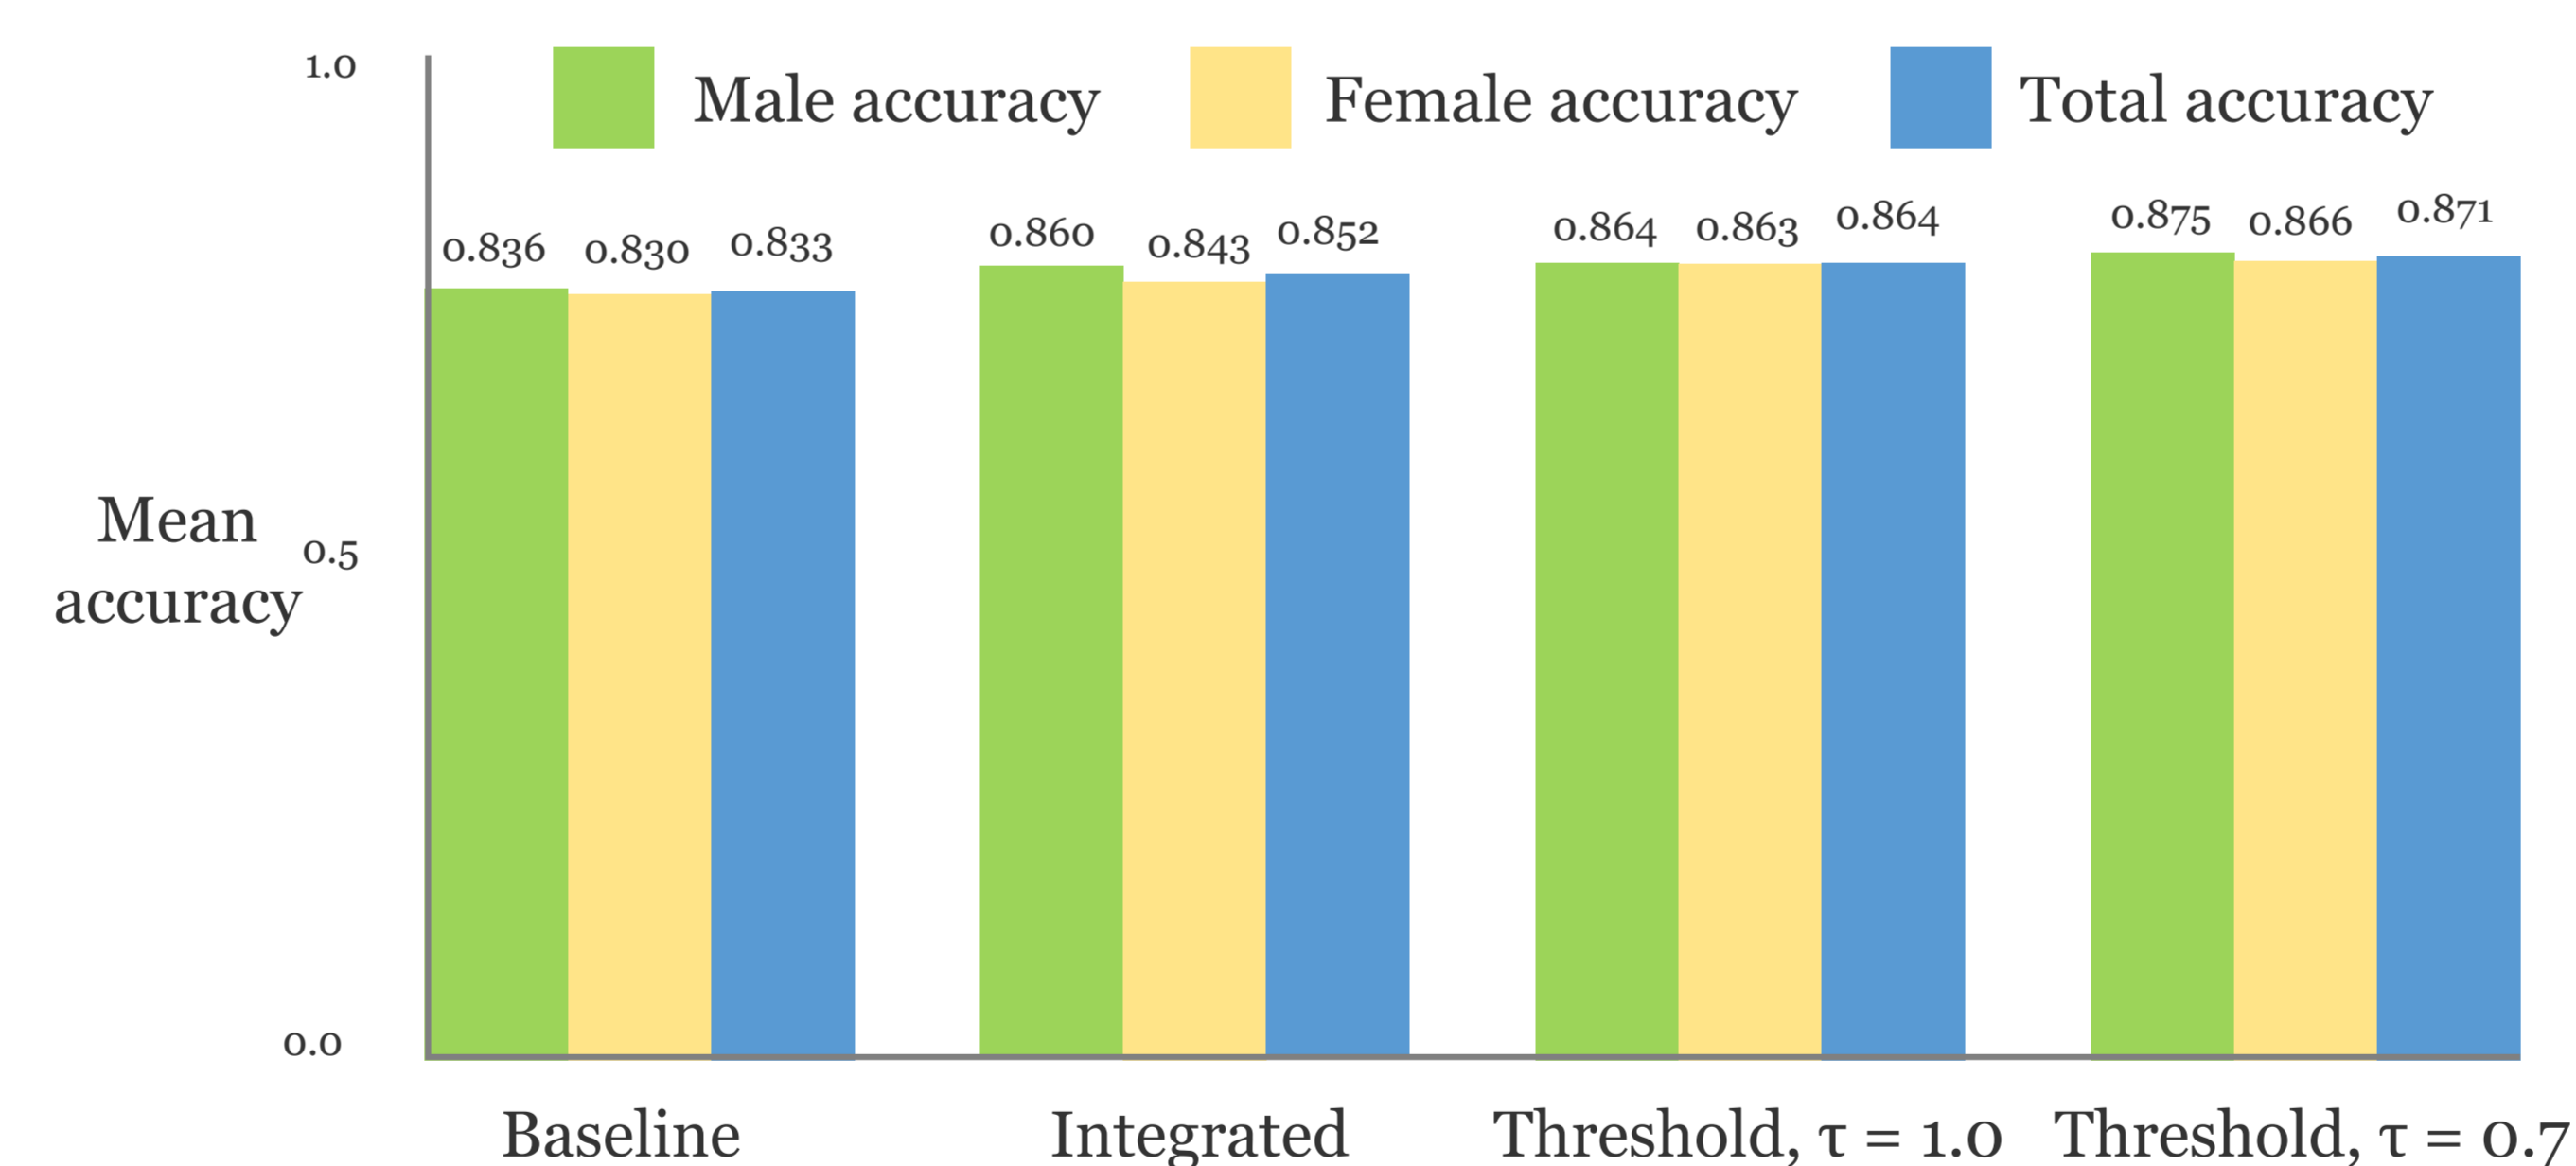 1.0
Male accuracy Female accuracy Total accuracy
0.836 0.830 0.833 0.860 0.843 0.852 0.864 0.863 0.864 0.875 0.866 0.871
Mean
accuracy
0.5
0.0
Baseline Integrated Threshold, τ = 1.0 Threshold, τ = 0.7